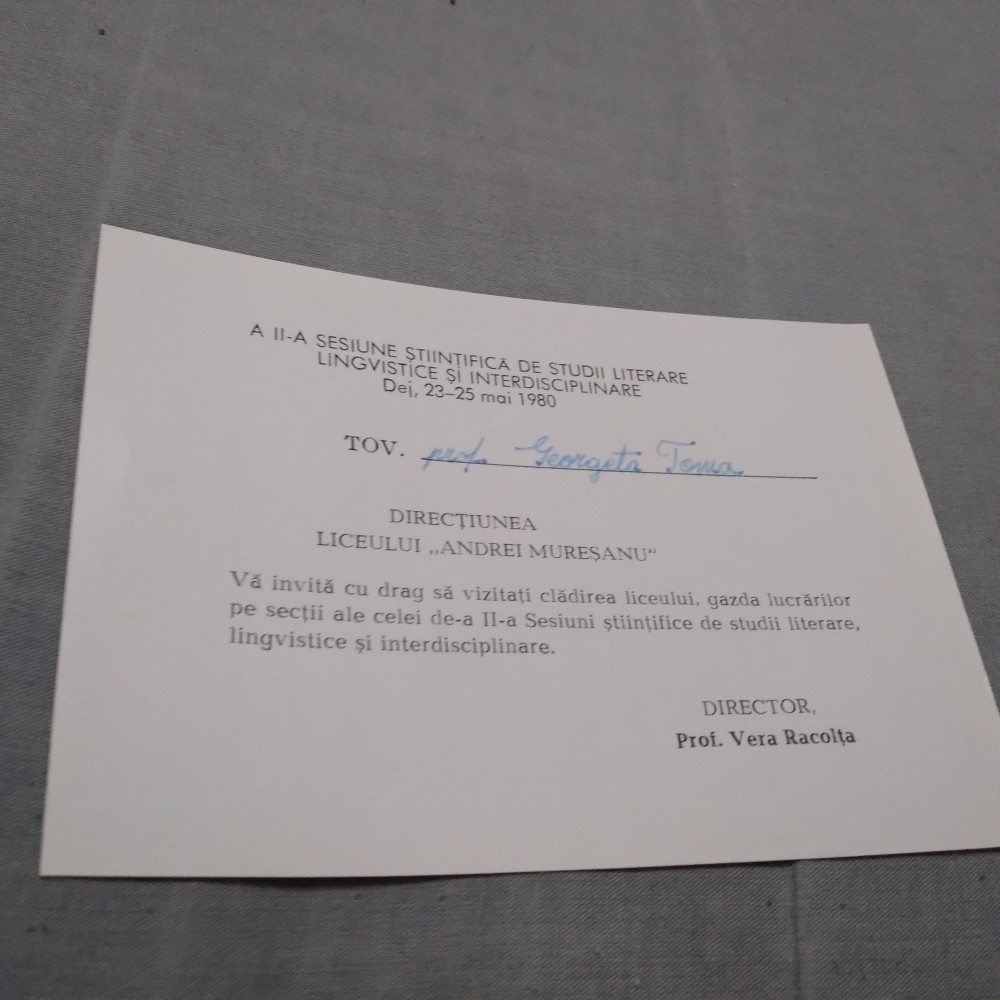 A II-A SESIUNE ȘTIINȚIFICĂ DE STUDII LITERARE
LINGVISTICE ȘI INTERDISCIPLINARE
Dej, 23–25 mai 1980
TOV. prof. Georgeta Toma
DIRECȚIUNEA
LICEULUI „ANDREI MUREȘANU“
Vă invită cu drag să vizitați clădirea liceului, gazda lucrărilor
pe secții ale celei de-a II-a Sesiuni științifice de studii literare,
lingvistice și interdisciplinare.
DIRECTOR,
Prof. Vera Racolța